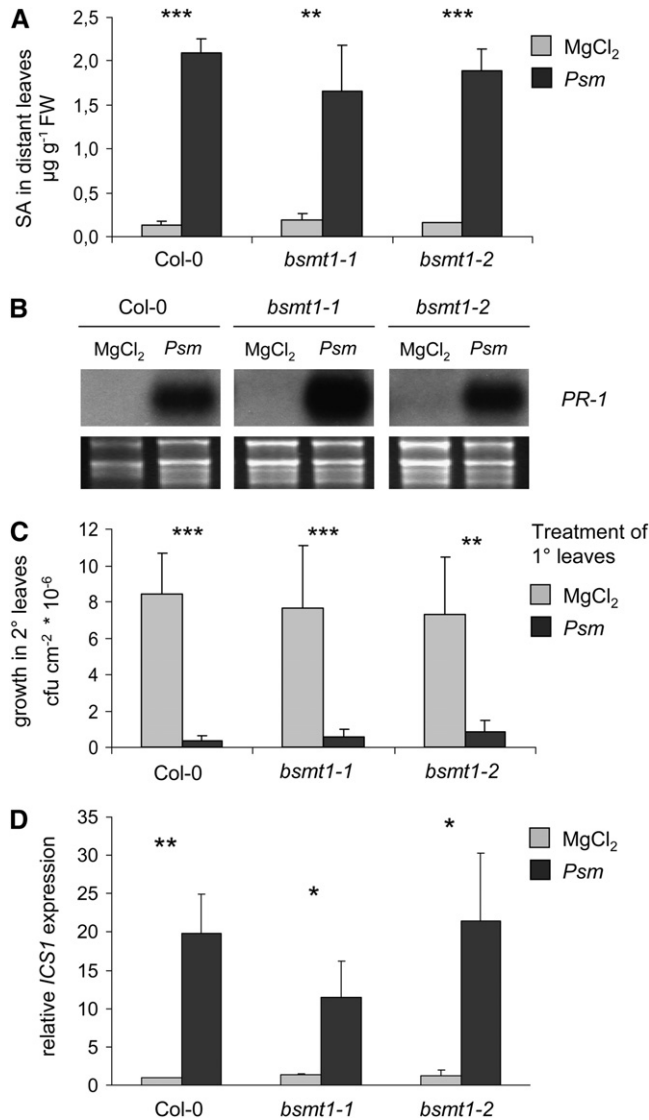 A
SA in distant leaves
µg g⁻¹ FW
2,5
2,0
1,5
1,0
0,5
0,0
*** ** ***
MgCl₂
Psm
Col-0 bsmt1-1 bsmt1-2
B
Col-0 bsmt1-1 bsmt1-2
MgCl₂ Psm MgCl₂ Psm MgCl₂ Psm
PR-1
C
growth in 2° leaves
cfu cm⁻² * 10⁻⁶
12
10
8
6
4
2
0
*** *** **
Treatment of
1° leaves
MgCl₂
Psm
Col-0 bsmt1-1 bsmt1-2
D
relative ICS1 expression
35
30
25
20
15
10
5
0
** * *
MgCl₂
Psm
Col-0 bsmt1-1 bsmt1-2